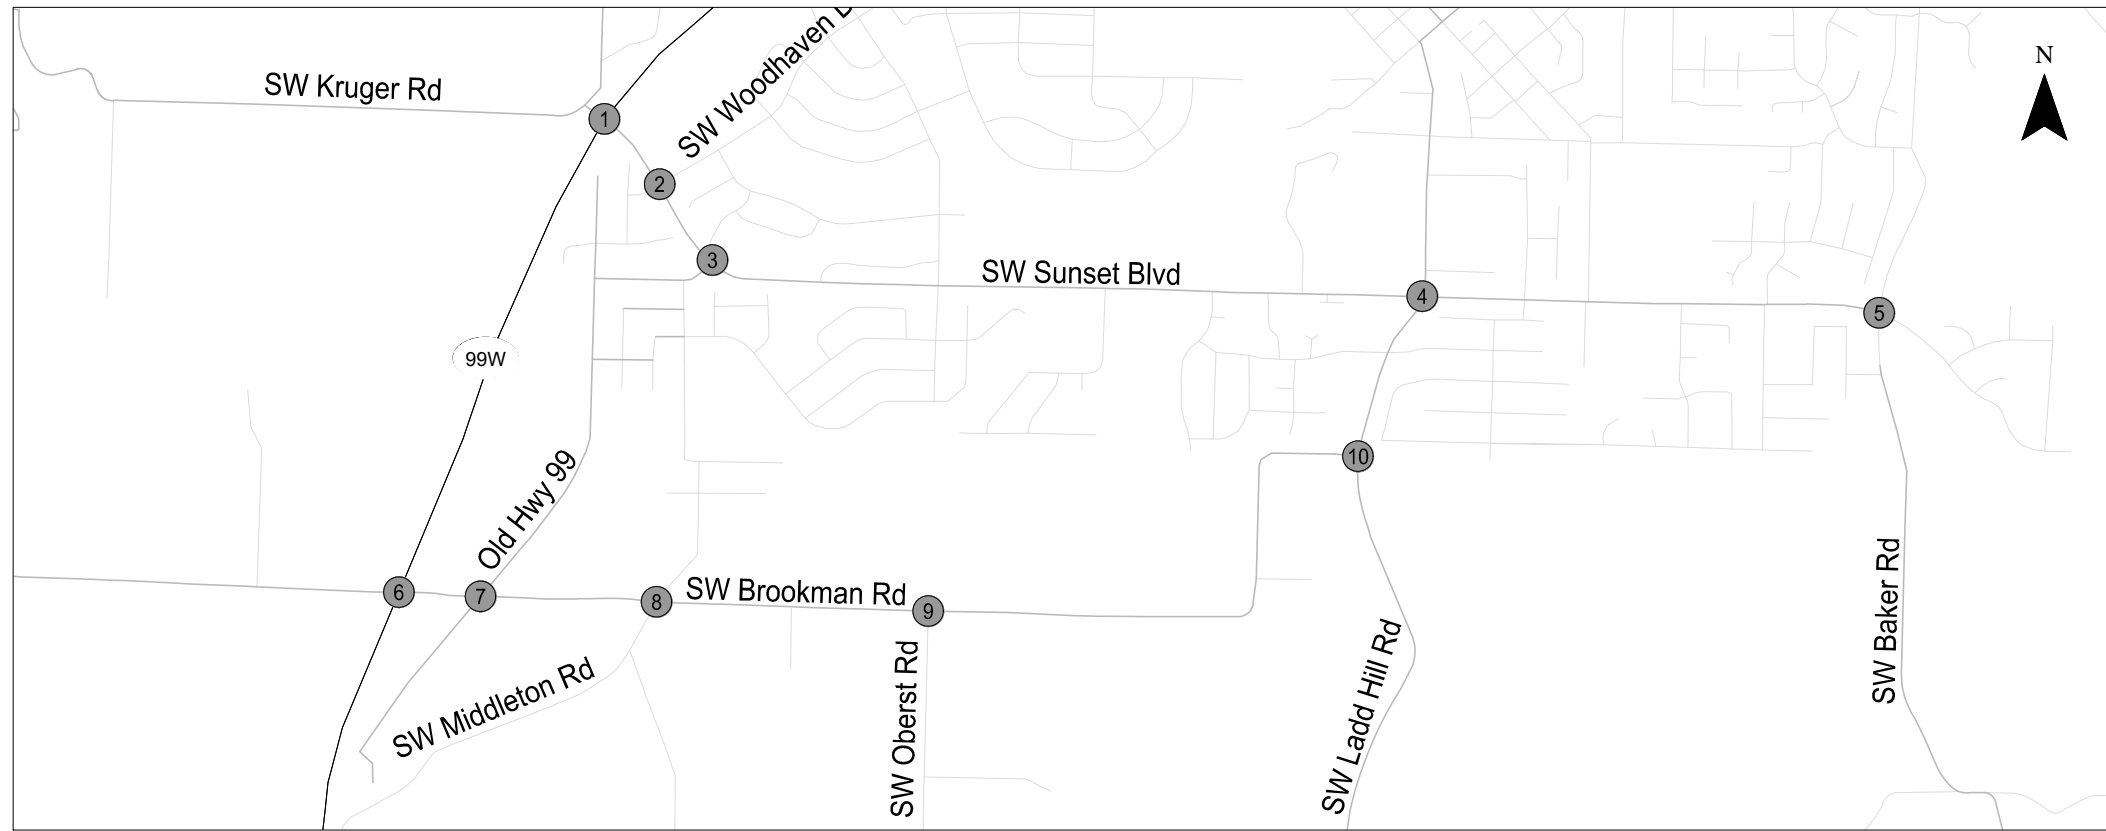 N
SW Kruger Rd
SW Woodhaven
1
2
3
SW Sunset Blvd
4
5
99W
10
Old Hwy 99
6
7
8
SW Brookman Rd
9
SW Middleton Rd
SW Oberst Rd
SW Ladd Hill Rd
SW Baker Rd